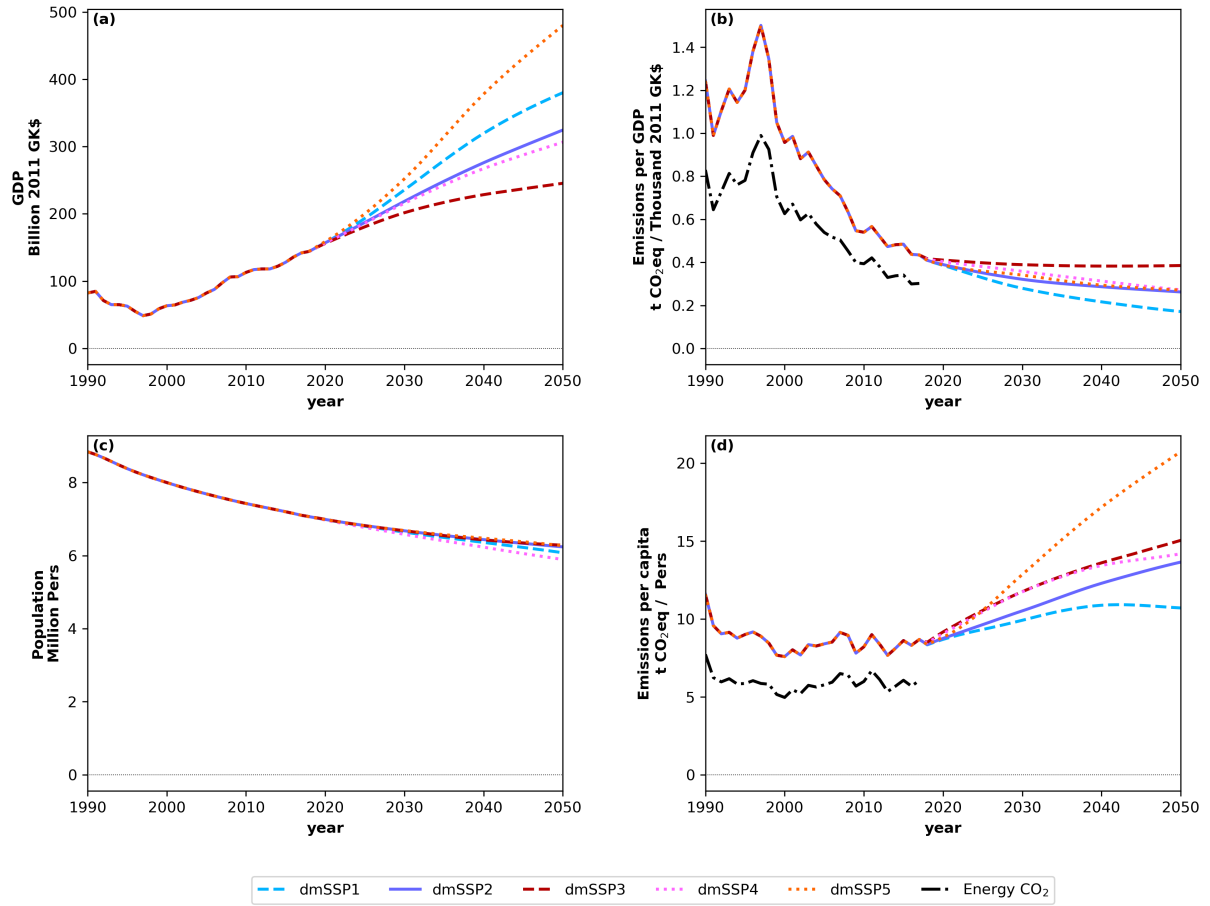 (a)
500
400
300
200
100
0
GDP
Billion 2011 GK$
1990 2000 2010 2020 2030 2040 2050
year
(b)
1.4
1.2
1.0
0.8
0.6
0.4
0.2
0.0
Emissions per GDP
t CO₂eq / Thousand 2011 GK$
1990 2000 2010 2020 2030 2040 2050
year
(c)
8
6
4
2
0
Population
Million Pers
1990 2000 2010 2020 2030 2040 2050
year
(d)
20
15
10
5
0
Emissions per capita
t CO₂eq / Pers
1990 2000 2010 2020 2030 2040 2050
year
dmSSP1 dmSSP2 dmSSP3 dmSSP4 dmSSP5 Energy CO₂